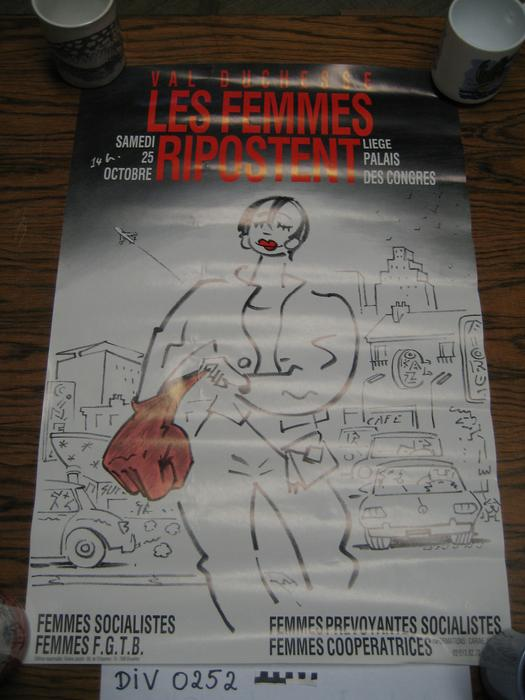 VAL DUCHESSE
LES FEMMES
RIPOSTENT
SAMEDI
14 h.
25
OCTOBRE
LIEGE
PALAIS
DES CONGRES
CAFE
FEMMES SOCIALISTES
FEMMES F.G.T.B.
FEMMES PREVOYANTES SOCIALISTES
FEMMES COOPERATRICES
DIV 0252